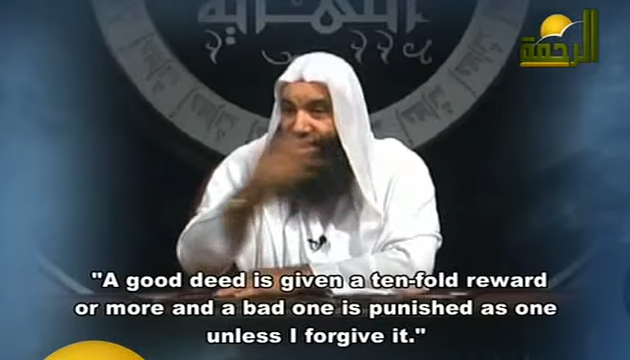 الرحمة
"A good deed is given a ten-fold reward
or more and a bad one is punished as one
unless I forgive it."